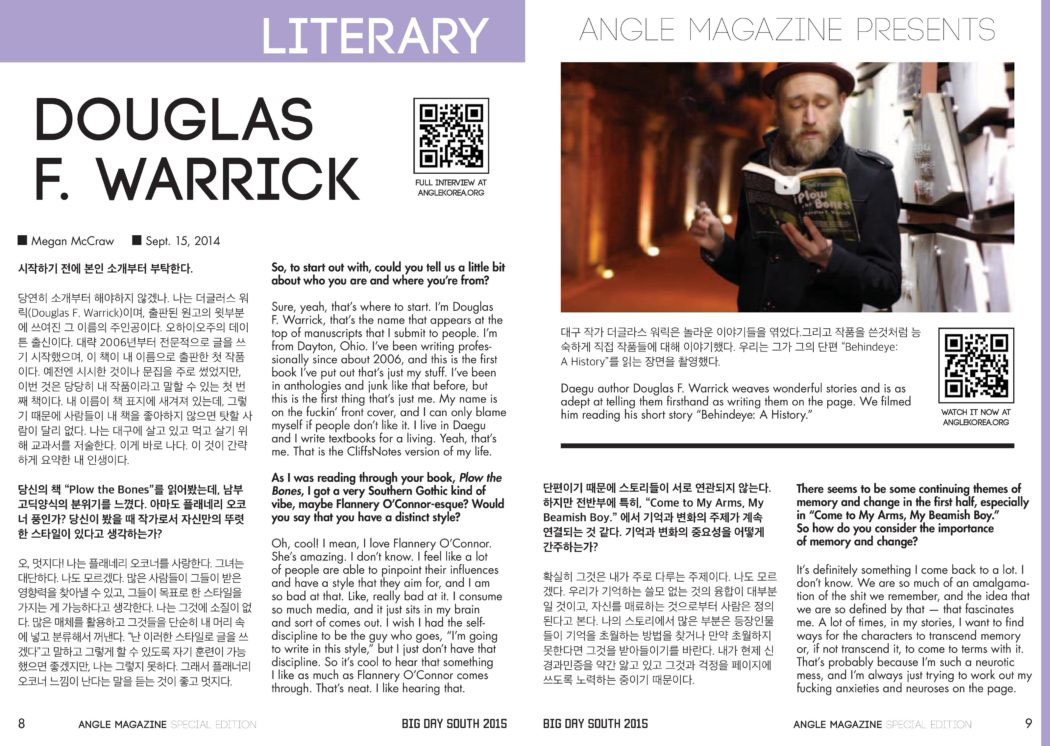 LITERARY
DOUGLAS
F. WARRICK
FULL INTERVIEW AT
ANGLEKOREA.ORG
Megan McCraw
Sept. 15, 2014
시작하기 전에 본인 소개부터 부탁한다.
당연히 소개부터 해야하지 않겠나. 나는 더글러스 워
릭(Douglas F. Warrick)이며, 출판된 원고의 윗부분
에 쓰여진 그 이름의 주인공이다. 오하이오주의 데이
튼 출신이다. 대략 2006년부터 전문적으로 글을 쓰
기 시작했으며, 이 책이 내 이름으로 출판한 첫 작품
이다. 예전엔 시시한 것이나 문집을 주로 썼었지만,
이번 것은 당당히 내 작품이라고 말할 수 있는 첫 번
째 책이다. 내 이름이 책 표지에 새겨져 있는데, 그렇
기 때문에 사람들이 내 책을 좋아하지 않으면 탓할 사
람이 달리 없다. 나는 대구에 살고 있고 먹고 살기 위
해 교과서를 저술한다. 이게 바로 나다. 이 것이 간략
하게 요약한 내 인생이다.
당신의 책 “Plow the Bones”를 읽어봤는데, 남부
고딕양식의 분위기를 느꼈다. 아마도 플래네리 오코
너 풍인가? 당신이 봤을 때 작가로서 자신만의 뚜렷
한 스타일이 있다고 생각하는가?
오, 멋지다! 나는 플래네리 오코너를 사랑한다. 그녀는
대단하다. 나도 모르겠다. 많은 사람들이 그들이 받은
영향력을 찾아낼 수 있고, 그들이 목표로 한 스타일을
가지는 게 가능하다고 생각한다. 나는 그것에 소질이 없
다. 많은 매체를 활용하고 그것들을 단순히 내 머리 속
에 넣고 분류해서 꺼낸다. “난 이러한 스타일로 글을 쓰
겠다”고 말하고 그렇게 할 수 있도록 자기 훈련이 가능
했으면 좋겠지만, 나는 그렇지 못하다. 그래서 플래너리
오코너 느낌이 난다는 말을 듣는 것이 좋고 멋지다.
So, to start out with, could you tell us a little bit
about who you are and where you’re from?
Sure, yeah, that’s where to start. I’m Douglas
F. Warrick, that’s the name that appears at the
top of manuscripts that I submit to people. I’m
from Dayton, Ohio. I’ve been writing profes-
sionally since about 2006, and this is the first
book I’ve put out that’s just my stuff. I’ve been
in anthologies and junk like that before, but
this is the first thing that’s just me. My name is
on the fuckin’ front cover, and I can only blame
myself if people don’t like it. I live in Daegu
and I write textbooks for a living. Yeah, that’s
me. That is the CliffsNotes version of my life.
As I was reading through your book, Plow the
Bones, I got a very Southern Gothic kind of
vibe, maybe Flannery O’Connor-esque? Would
you say that you have a distinct style?
Oh, cool! I mean, I love Flannery O’Connor.
She’s amazing. I don’t know. I feel like a lot
of people are able to pinpoint their influences
and have a style that they aim for, and I am
so bad at that. Like, really bad at it. I consume
so much media, and it just sits in my brain
and sort of comes out. I wish I had the self-
discipline to be the guy who goes, “I’m going
to write in this style,” but I just don’t have that
discipline. So it’s cool to hear that something
I like as much as Flannery O’Connor comes
through. That’s neat. I like hearing that.
8
ANGLE MAGAZINE SPECIAL EDITION
BIG DAY SOUTH 2015
ANGLE MAGAZINE PRESENTS
Plow
the Bones
Douglas F. Warrick
대구 작가 더글라스 워릭은 놀라운 이야기들을 엮었다.그리고 작품을 쓴것처럼 능
숙하게 직접 작품들에 대해 이야기했다. 우리는 그가 그의 단편 “Behindeye:
A History”를 읽는 장면을 촬영했다.
Daegu author Douglas F. Warrick weaves wonderful stories and is as
adept at telling them firsthand as writing them on the page. We filmed
him reading his short story “Behindeye: A History.”
WATCH IT NOW AT
ANGLEKOREA.ORG
단편이기 때문에 스토리들이 서로 연관되지 않는다.
하지만 전반부에 특히, “Come to My Arms, My
Beamish Boy.” 에서 기억과 변화의 주제가 계속
연결되는 것 같다. 기억과 변화의 중요성을 어떻게
간주하는가?
확실히 그것은 내가 주로 다루는 주제이다. 나도 모르
겠다. 우리가 기억하는 쓸모 없는 것의 융합이 대부분
일 것이고, 자신을 매료하는 것으로부터 사람은 정의
된다고 본다. 나의 스토리에서 많은 부분은 등장인물
들이 기억을 초월하는 방법을 찾거나 만약 초월하지
못한다면 그것을 받아들이기를 바란다. 내가 현재 신
경과민증을 약간 앓고 있고 그것과 걱정을 페이지에
쓰도록 노력하는 중이기 때문이다.
There seems to be some continuing themes of
memory and change in the first half, especially
in “Come to My Arms, My Beamish Boy.”
So how do you consider the importance
of memory and change?
It’s definitely something I come back to a lot. I
don’t know. We are so much of an amalgama-
tion of the shit we remember, and the idea that
we are so defined by that — that fascinates
me. A lot of times, in my stories, I want to find
ways for the characters to transcend memory
or, if not transcend it, to come to terms with it.
That’s probably because I’m such a neurotic
mess, and I’m always just trying to work out my
fucking anxieties and neuroses on the page.
BIG DAY SOUTH 2015
ANGLE MAGAZINE SPECIAL EDITION
9